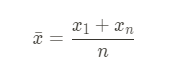 x̄ = (x₁ + xₙ) / n